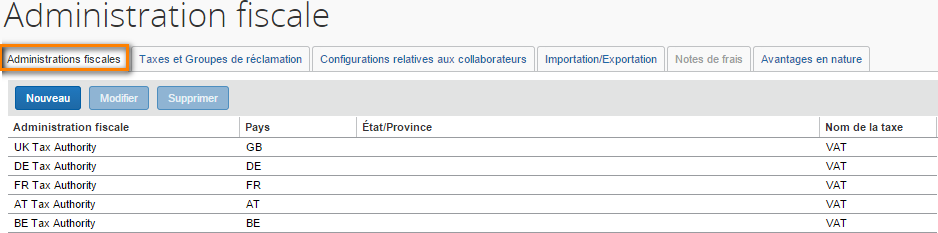 Administration fiscale
Administrations fiscales Taxes et Groupes de réclamation Configurations relatives aux collaborateurs Importation/Exportation Notes de frais Avantages en nature
Nouveau Modifier Supprimer
Administration fiscale Pays État/Province Nom de la taxe
UK Tax Authority GB VAT
DE Tax Authority DE VAT
FR Tax Authority FR VAT
AT Tax Authority AT VAT
BE Tax Authority BE VAT